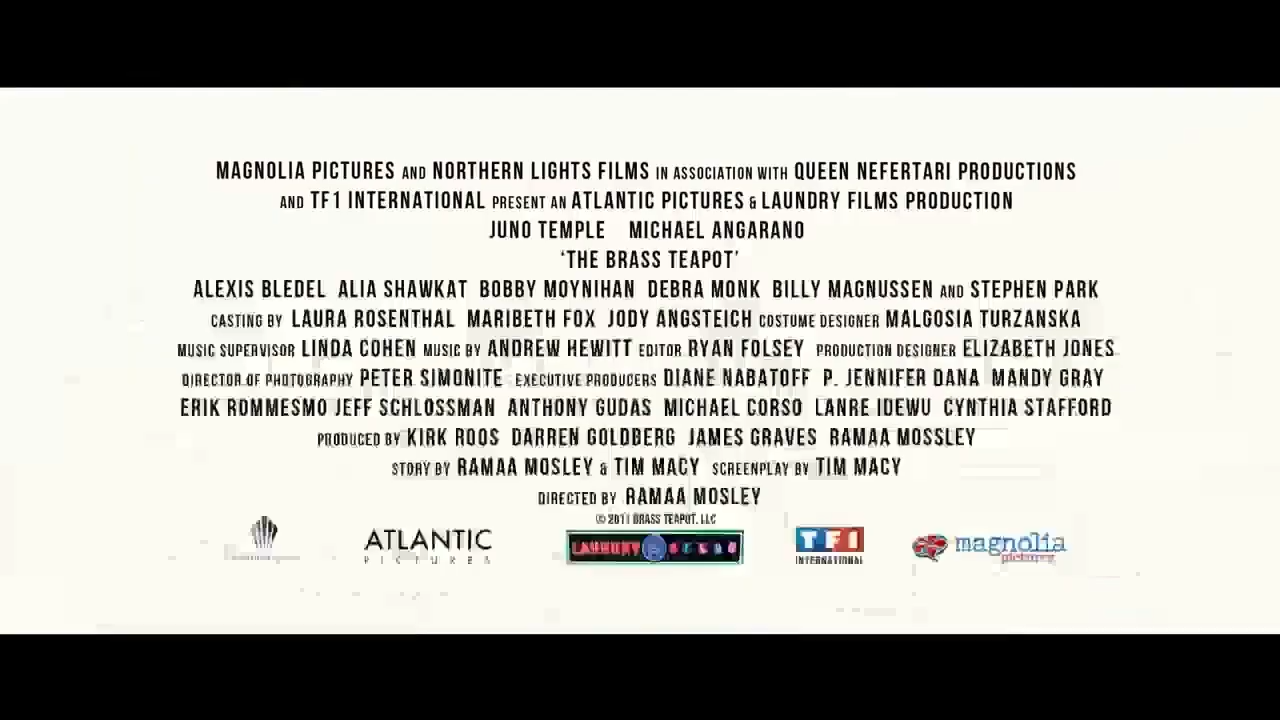 MAGNOLIA PICTURES AND NORTHERN LIGHTS FILMS IN ASSOCIATION WITH QUEEN NEFERTARI PRODUCTIONS
AND TF1 INTERNATIONAL PRESENT AN ATLANTIC PICTURES & LAUNDRY FILMS PRODUCTION
JUNO TEMPLE MICHAEL ANGARANO
‘THE BRASS TEAPOT’
ALEXIS BLEDEL ALIA SHAWKAT BOBBY MOYNIHAN DEBRA MONK BILLY MAGNUSSEN AND STEPHEN PARK
CASTING BY LAURA ROSENTHAL MARIBETH FOX JODY ANGSTEICH COSTUME DESIGNER MALGOSIA TURZANSKA
MUSIC SUPERVISOR LINDA COHEN MUSIC BY ANDREW HEWITT EDITOR RYAN FOLSEY PRODUCTION DESIGNER ELIZABETH JONES
DIRECTOR OF PHOTOGRAPHY PETER SIMONITE EXECUTIVE PRODUCERS DIANE NABATOFF P. JENNIFER DANA MANDY GRAY
ERIK ROMMESMO JEFF SCHLOSSMAN ANTHONY GUDAS MICHAEL CORSO LANRE IDEWU CYNTHIA STAFFORD
PRODUCED BY KIRK ROOS DARREN GOLDBERG JAMES GRAVES RAMAA MOSSLEY
STORY BY RAMAA MOSLEY & TIM MACY SCREENPLAY BY TIM MACY
DIRECTED BY RAMAA MOSLEY
© 2011 BRASS TEAPOT, LLC
ATLANTIC
PICTURES
LAUNDRY
TF1
INTERNATIONAL
magnolia
pictures